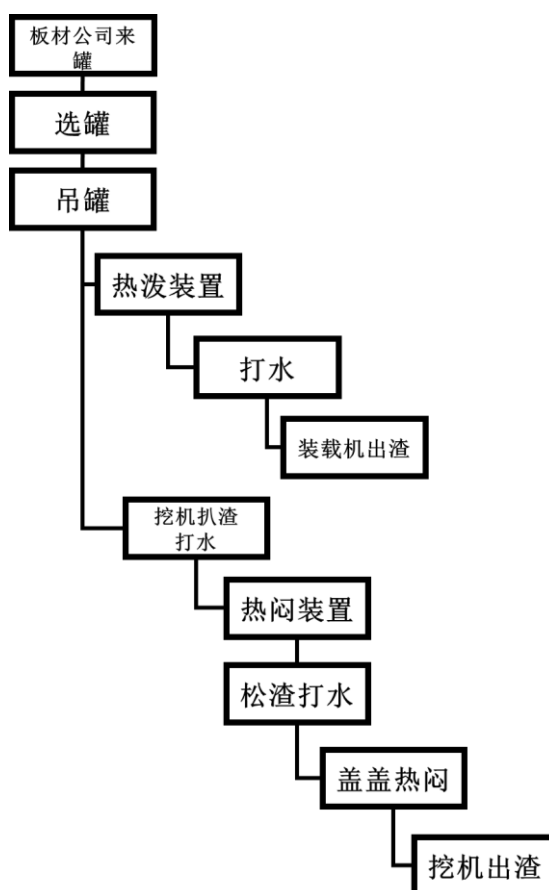 板材公司来
罐
选罐
吊罐
热泼装置
打水
装载机出渣
挖机扒渣
打水
热闷装置
松渣打水
盖盖热闷
挖机出渣